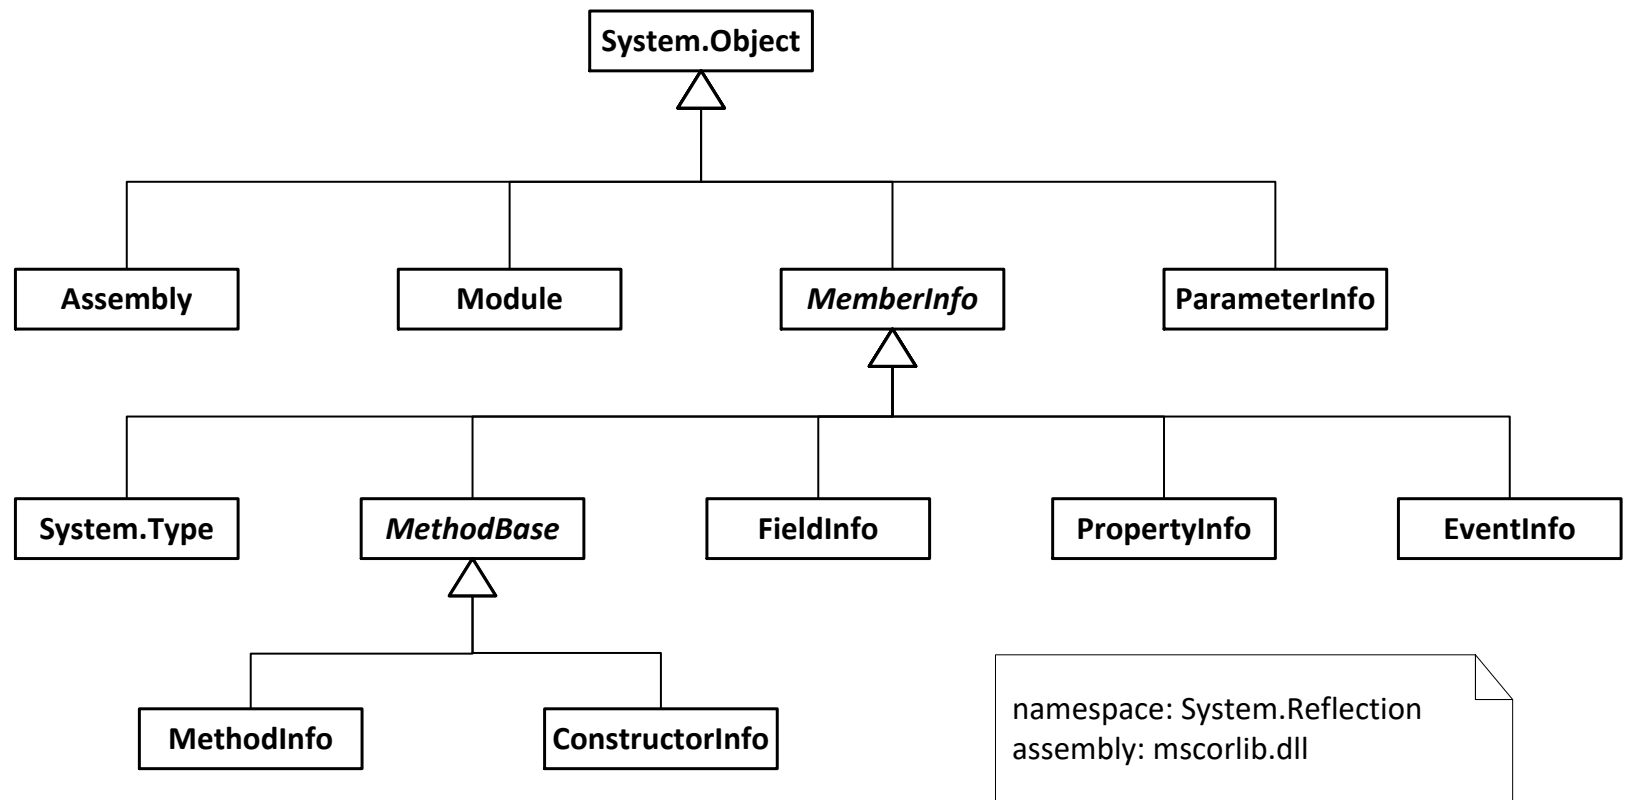 System.Object
Assembly
Module
MemberInfo
ParameterInfo
System.Type
MethodBase
FieldInfo
PropertyInfo
EventInfo
MethodInfo
ConstructorInfo
namespace: System.Reflection
assembly: mscorlib.dll